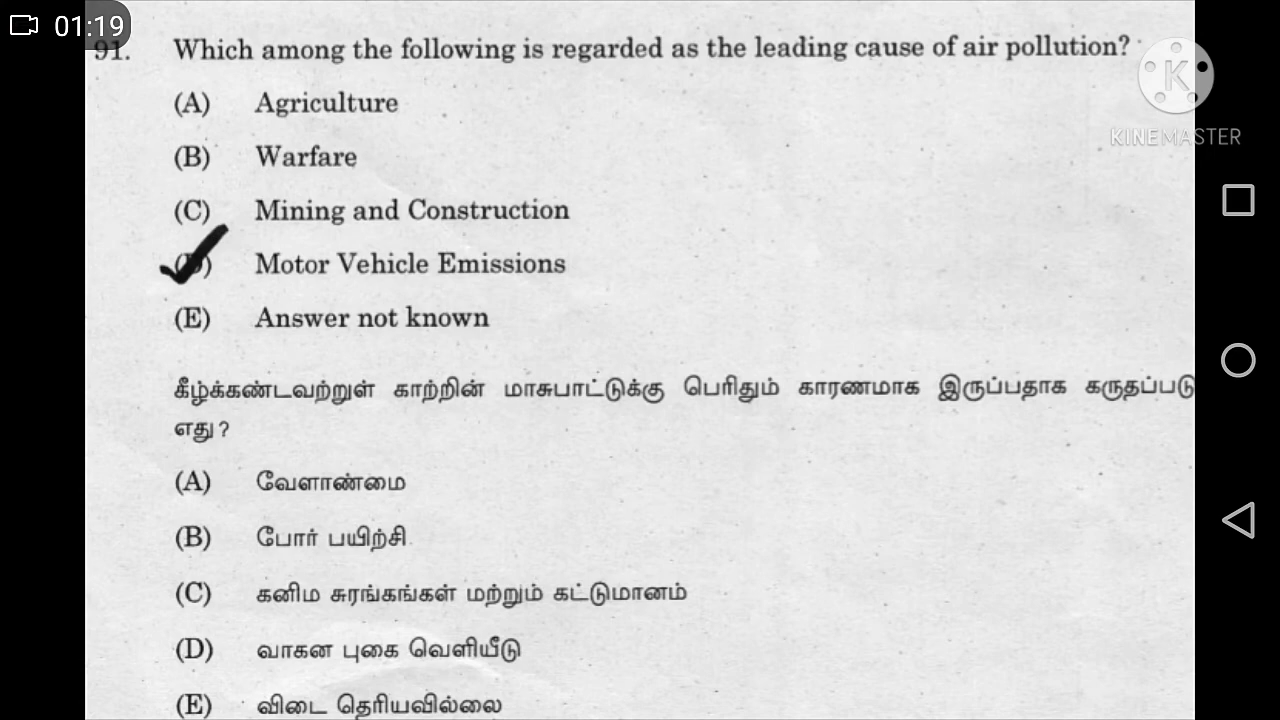 01:19
91. Which among the following is regarded as the leading cause of air pollution?
KINEMASTER
(A) Agriculture
(B) Warfare
(C) Mining and Construction
(D) Motor Vehicle Emissions
(E) Answer not known
கீழ்க்கண்டவற்றுள் காற்றின் மாசுபாட்டுக்கு பெரிதும் காரணமாக இருப்பதாக கருதப்படு
எது?
(A) வேளாண்மை
(B) போர் பயிற்சி
(C) கனிம சுரங்கங்கள் மற்றும் கட்டுமானம்
(D) வாகன புகை வெளியீடு
(E) விடை தெரியவில்லை